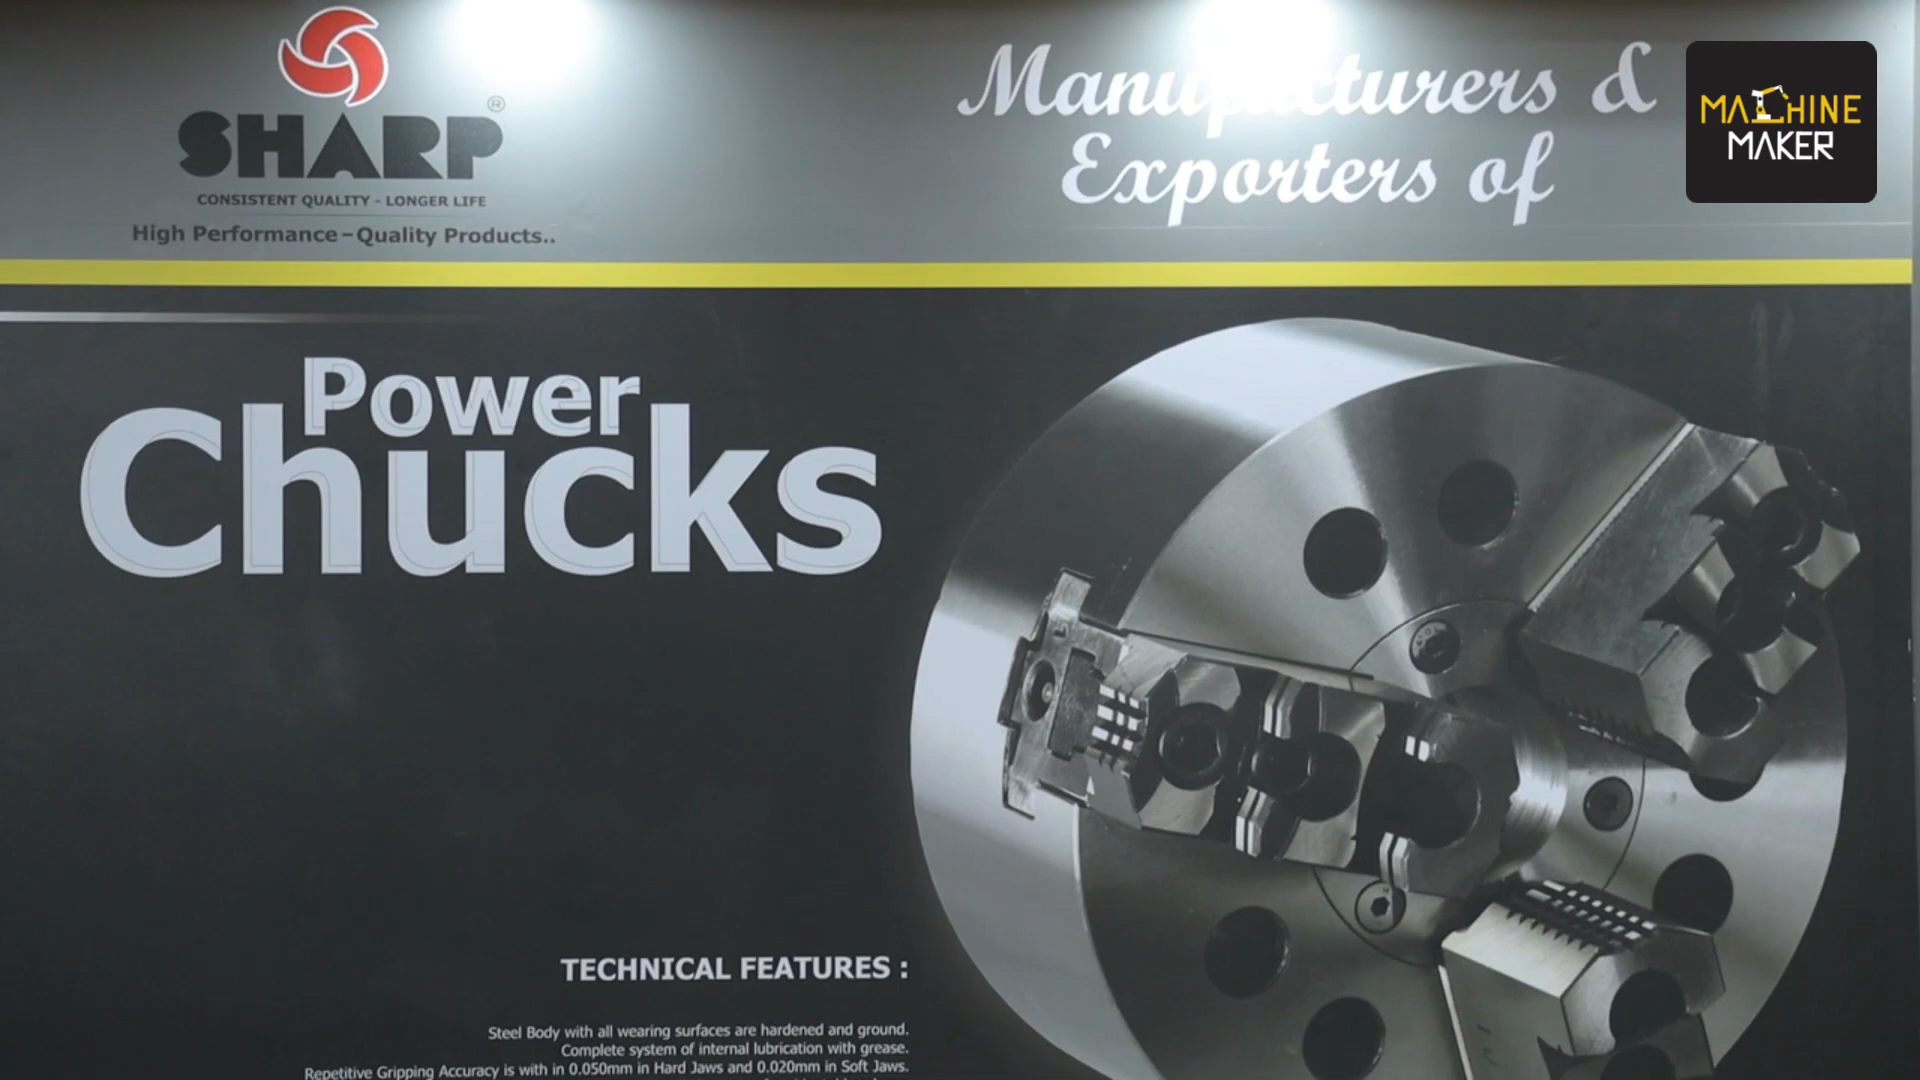 SHARP®
CONSISTENT QUALITY - LONGER LIFE
High Performance-Quality Products..
Manufacturers &
Exporters of
MACHINE
MAKER
Power
Chucks
TECHNICAL FEATURES :
Steel Body with all wearing surfaces are hardened and ground.
Complete system of internal lubrication with grease.
Repetitive Gripping Accuracy is with in 0.050mm in Hard Jaws and 0.020mm in Soft Jaws.